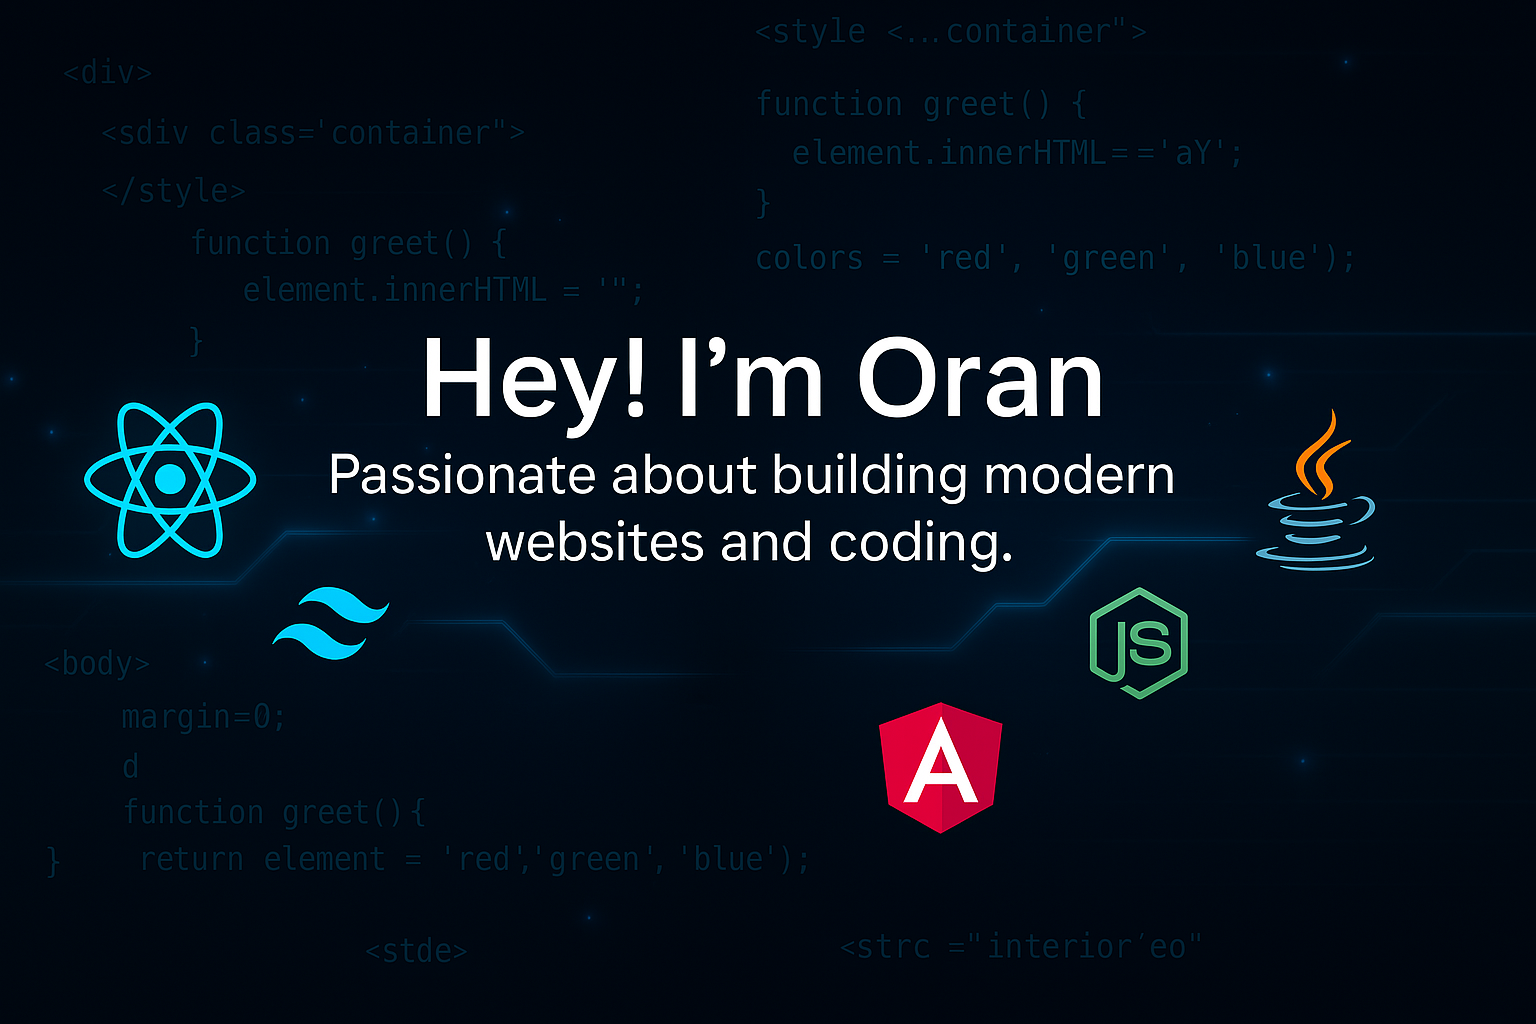 <div>
<sdiv class='container">
</style>
function greet() {
element.innerHTML = '";
}
<style <...container">
function greet() {
element.innerHTML=='aY';
}
colors = 'red', 'green', 'blue');
Hey! I’m Oran
Passionate about building modern
websites and coding.
JS
A
<body>
margin=0;
d
function greet(){
} return element = 'red','green', 'blue');
<stde>
<strc ="interior′eo"